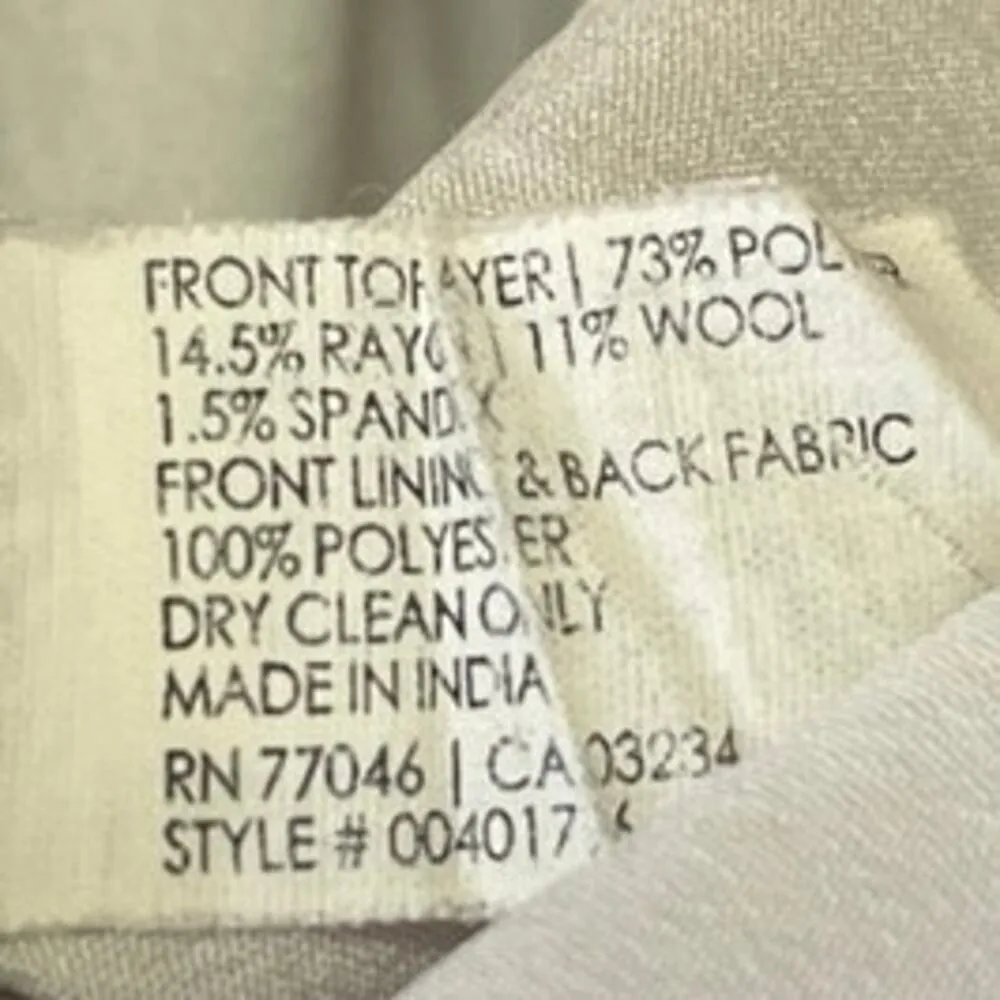 FRONT TOP LAYER | 73% POLY
14.5% RAYON | 11% WOOL
1.5% SPANDEX
FRONT LINING & BACK FABRIC
100% POLYESTER
DRY CLEAN ONLY
MADE IN INDIA
RN 77046 | CA 03234
STYLE #